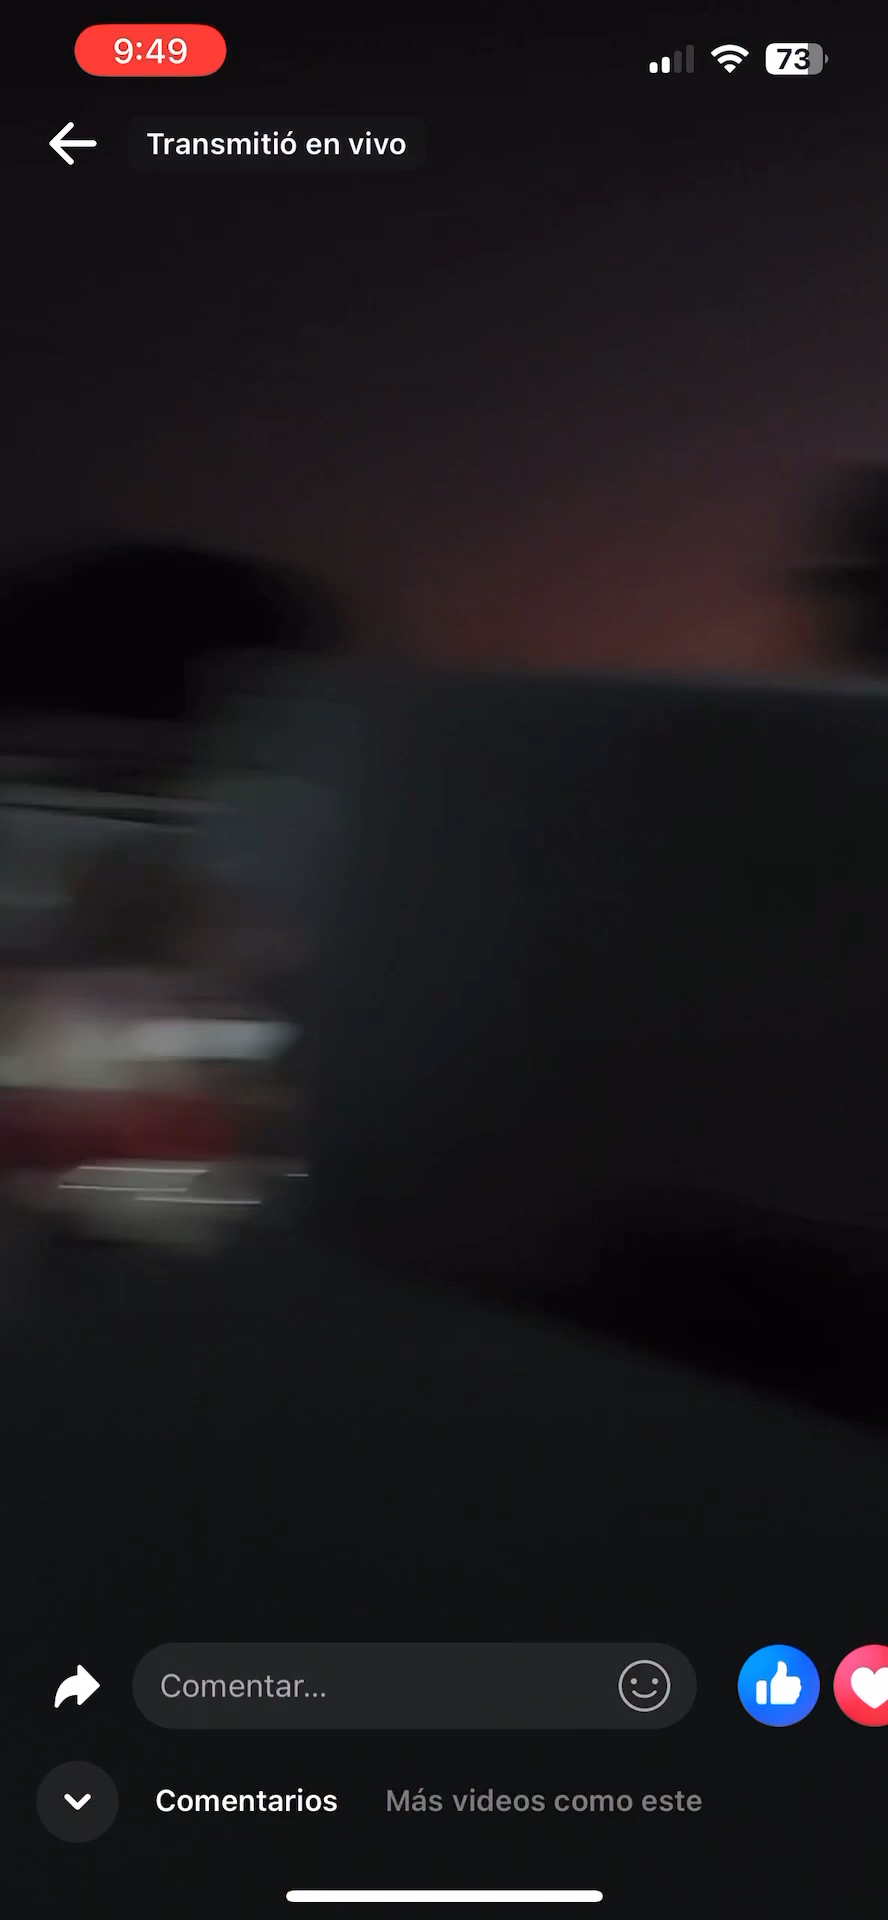 9:49
73
Transmitió en vivo
Comentar...
Comentarios Más videos como este